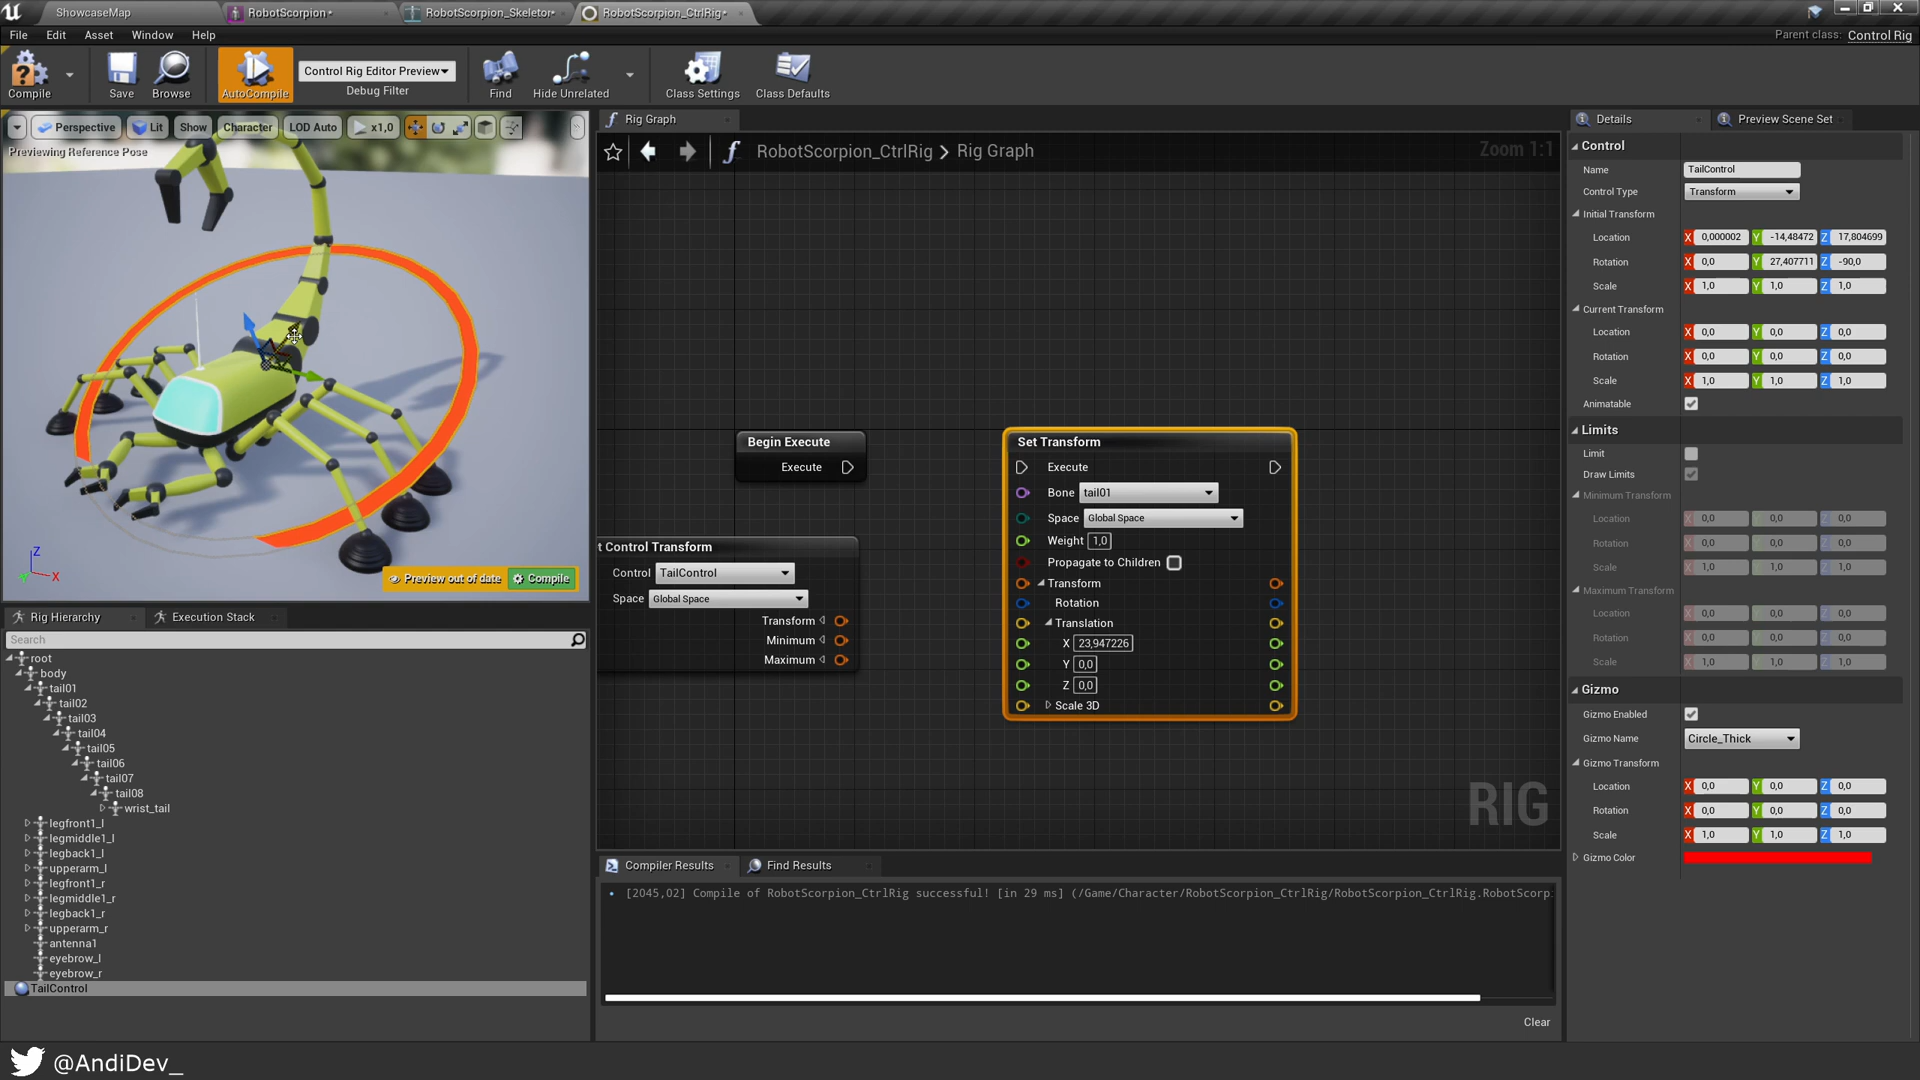 ShowcaseMap
RobotScorpion•
RobotScorpion_Skeletor•
RobotScorpion_CtrlRig•
File Edit Asset Window Help
Parent class: Control Rig
Compile
Save
Browse
AutoCompile
Control Rig Editor Preview
Debug Filter
Find
Hide Unrelated
Class Settings
Class Defaults
Perspective Lit Show Character LOD Auto x1,0
Previewing Reference Pose
Z
X
Preview out of date
Compile
Rig Graph
RobotScorpion_CtrlRig > Rig Graph
Zoom 1:1
Begin Execute
Execute
t Control Transform
Control TailControl
Space Global Space
Transform
Minimum
Maximum
Set Transform
Execute
Bone tail01
Space Global Space
Weight 1,0
Propagate to Children
Transform
Rotation
Translation
X 23,947226
Y 0,0
Z 0,0
Scale 3D
RIG
Rig Hierarchy
Execution Stack
Search
root
body
tail01
tail02
tail03
tail04
tail05
tail06
tail07
tail08
wrist_tail
legfront1_l
legmiddle1_l
legback1_l
upperarm_l
legfront1_r
legmiddle1_r
legback1_r
upperarm_r
antenna1
eyebrow_l
eyebrow_r
TailControl
Compiler Results
Find Results
• [2045,02] Compile of RobotScorpion_CtrlRig successful! [in 29 ms] (/Game/Character/RobotScorpion_CtrlRig/RobotScorpion_CtrlRig.RobotScorp
Clear
Details
Preview Scene Set
Control
Name TailControl
Control Type Transform
Initial Transform
Location X 0,000002 Y -14,48472 Z 17,804699
Rotation X 0,0 Y 27,407711 Z -90,0
Scale X 1,0 Y 1,0 Z 1,0
Current Transform
Location X 0,0 Y 0,0 Z 0,0
Rotation X 0,0 Y 0,0 Z 0,0
Scale X 1,0 Y 1,0 Z 1,0
Animatable
Limits
Limit
Draw Limits
Minimum Transform
Location X 0,0 Y 0,0 Z 0,0
Rotation X 0,0 Y 0,0 Z 0,0
Scale X 1,0 Y 1,0 Z 1,0
Maximum Transform
Location X 0,0 Y 0,0 Z 0,0
Rotation X 0,0 Y 0,0 Z 0,0
Scale X 1,0 Y 1,0 Z 1,0
Gizmo
Gizmo Enabled
Gizmo Name Circle_Thick
Gizmo Transform
Location X 0,0 Y 0,0 Z 0,0
Rotation X 0,0 Y 0,0 Z 0,0
Scale X 1,0 Y 1,0 Z 1,0
Gizmo Color
@AndiDev_